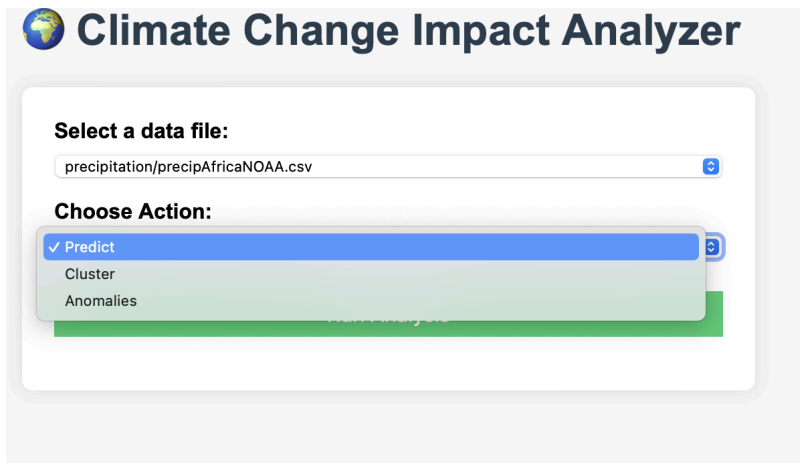 Climate Change Impact Analyzer
Select a data file:
precipitation/precipAfricaNOAA.csv
Choose Action:
Predict
Cluster
Anomalies